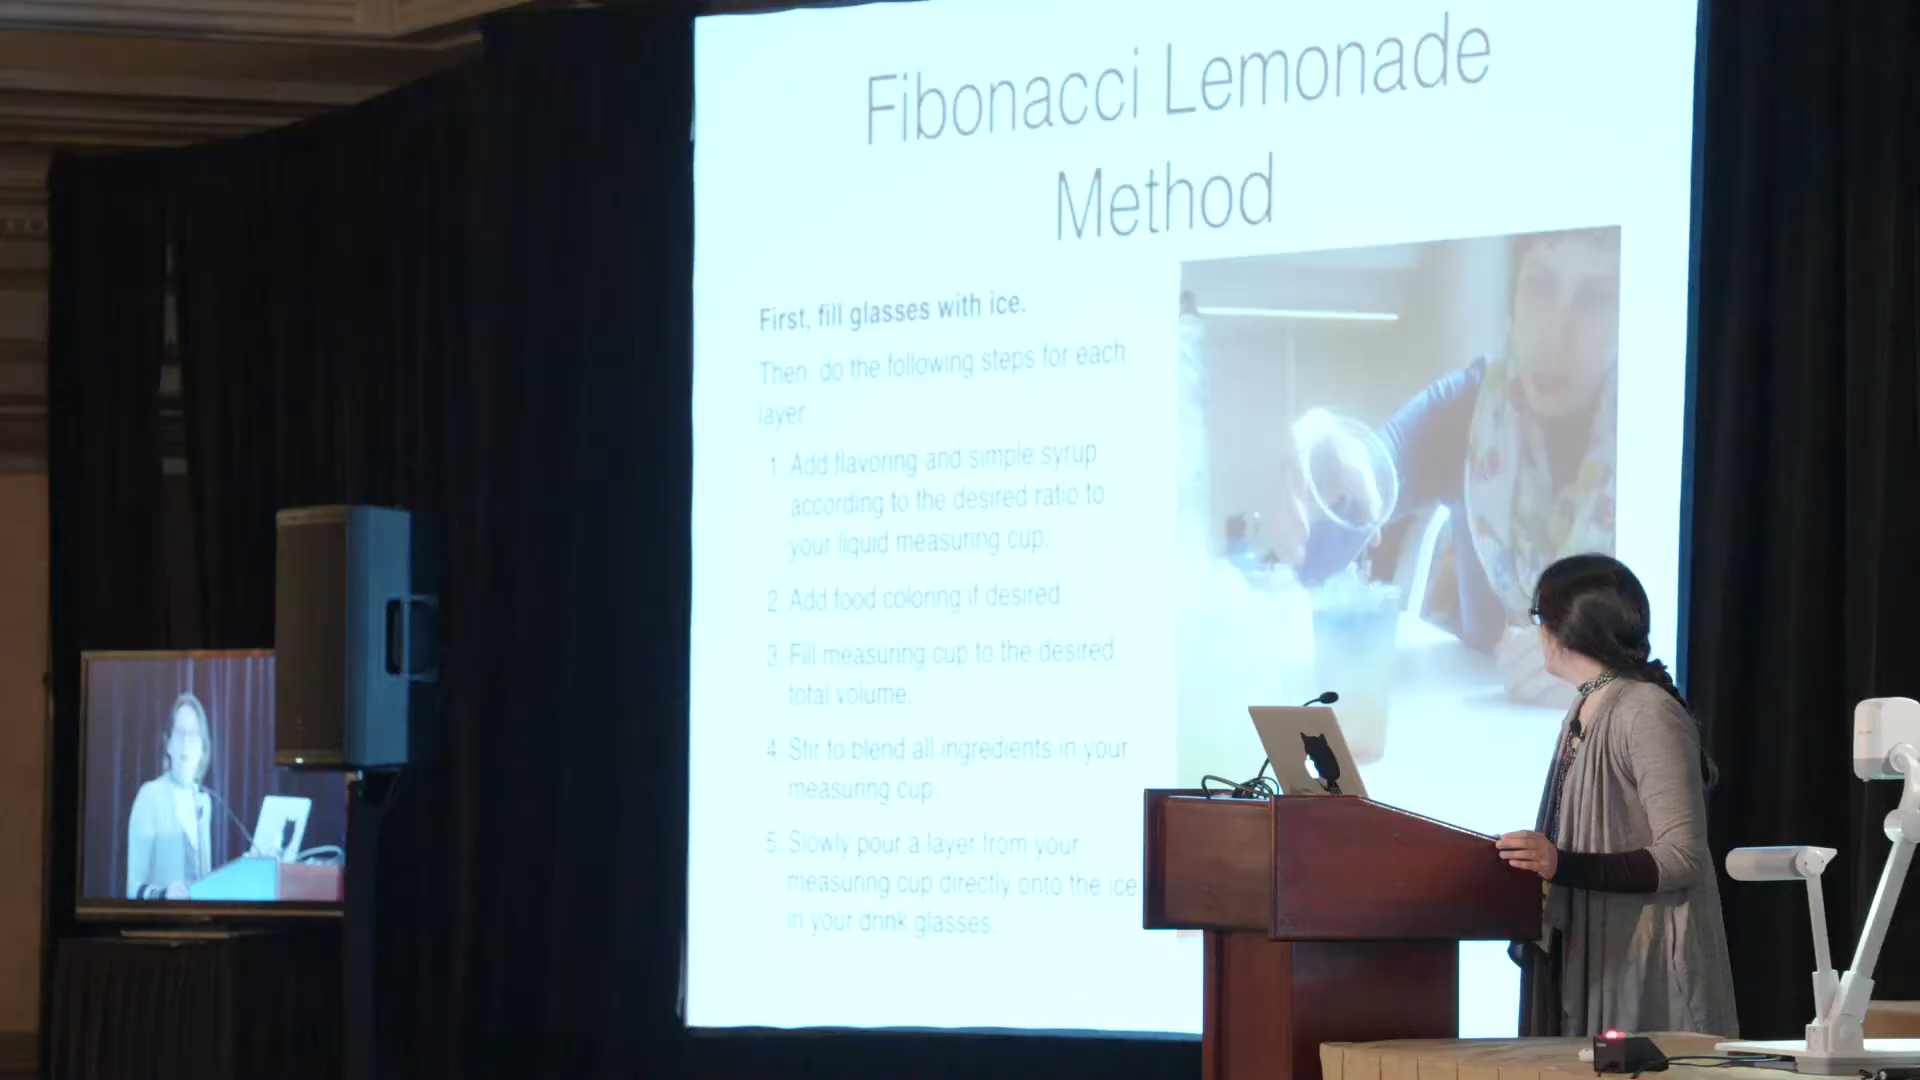 Fibonacci Lemonade
Method
First, fill glasses with ice.
Then, do the following steps for each
layer.
1. Add flavoring and simple syrup
according to the desired ratio to
your liquid measuring cup.
2. Add food coloring if desired.
3. Fill measuring cup to the desired
total volume.
4. Stir to blend all ingredients in your
measuring cup
5. Slowly pour a layer from your
measuring cup directly onto the ice
in your drink glasses.